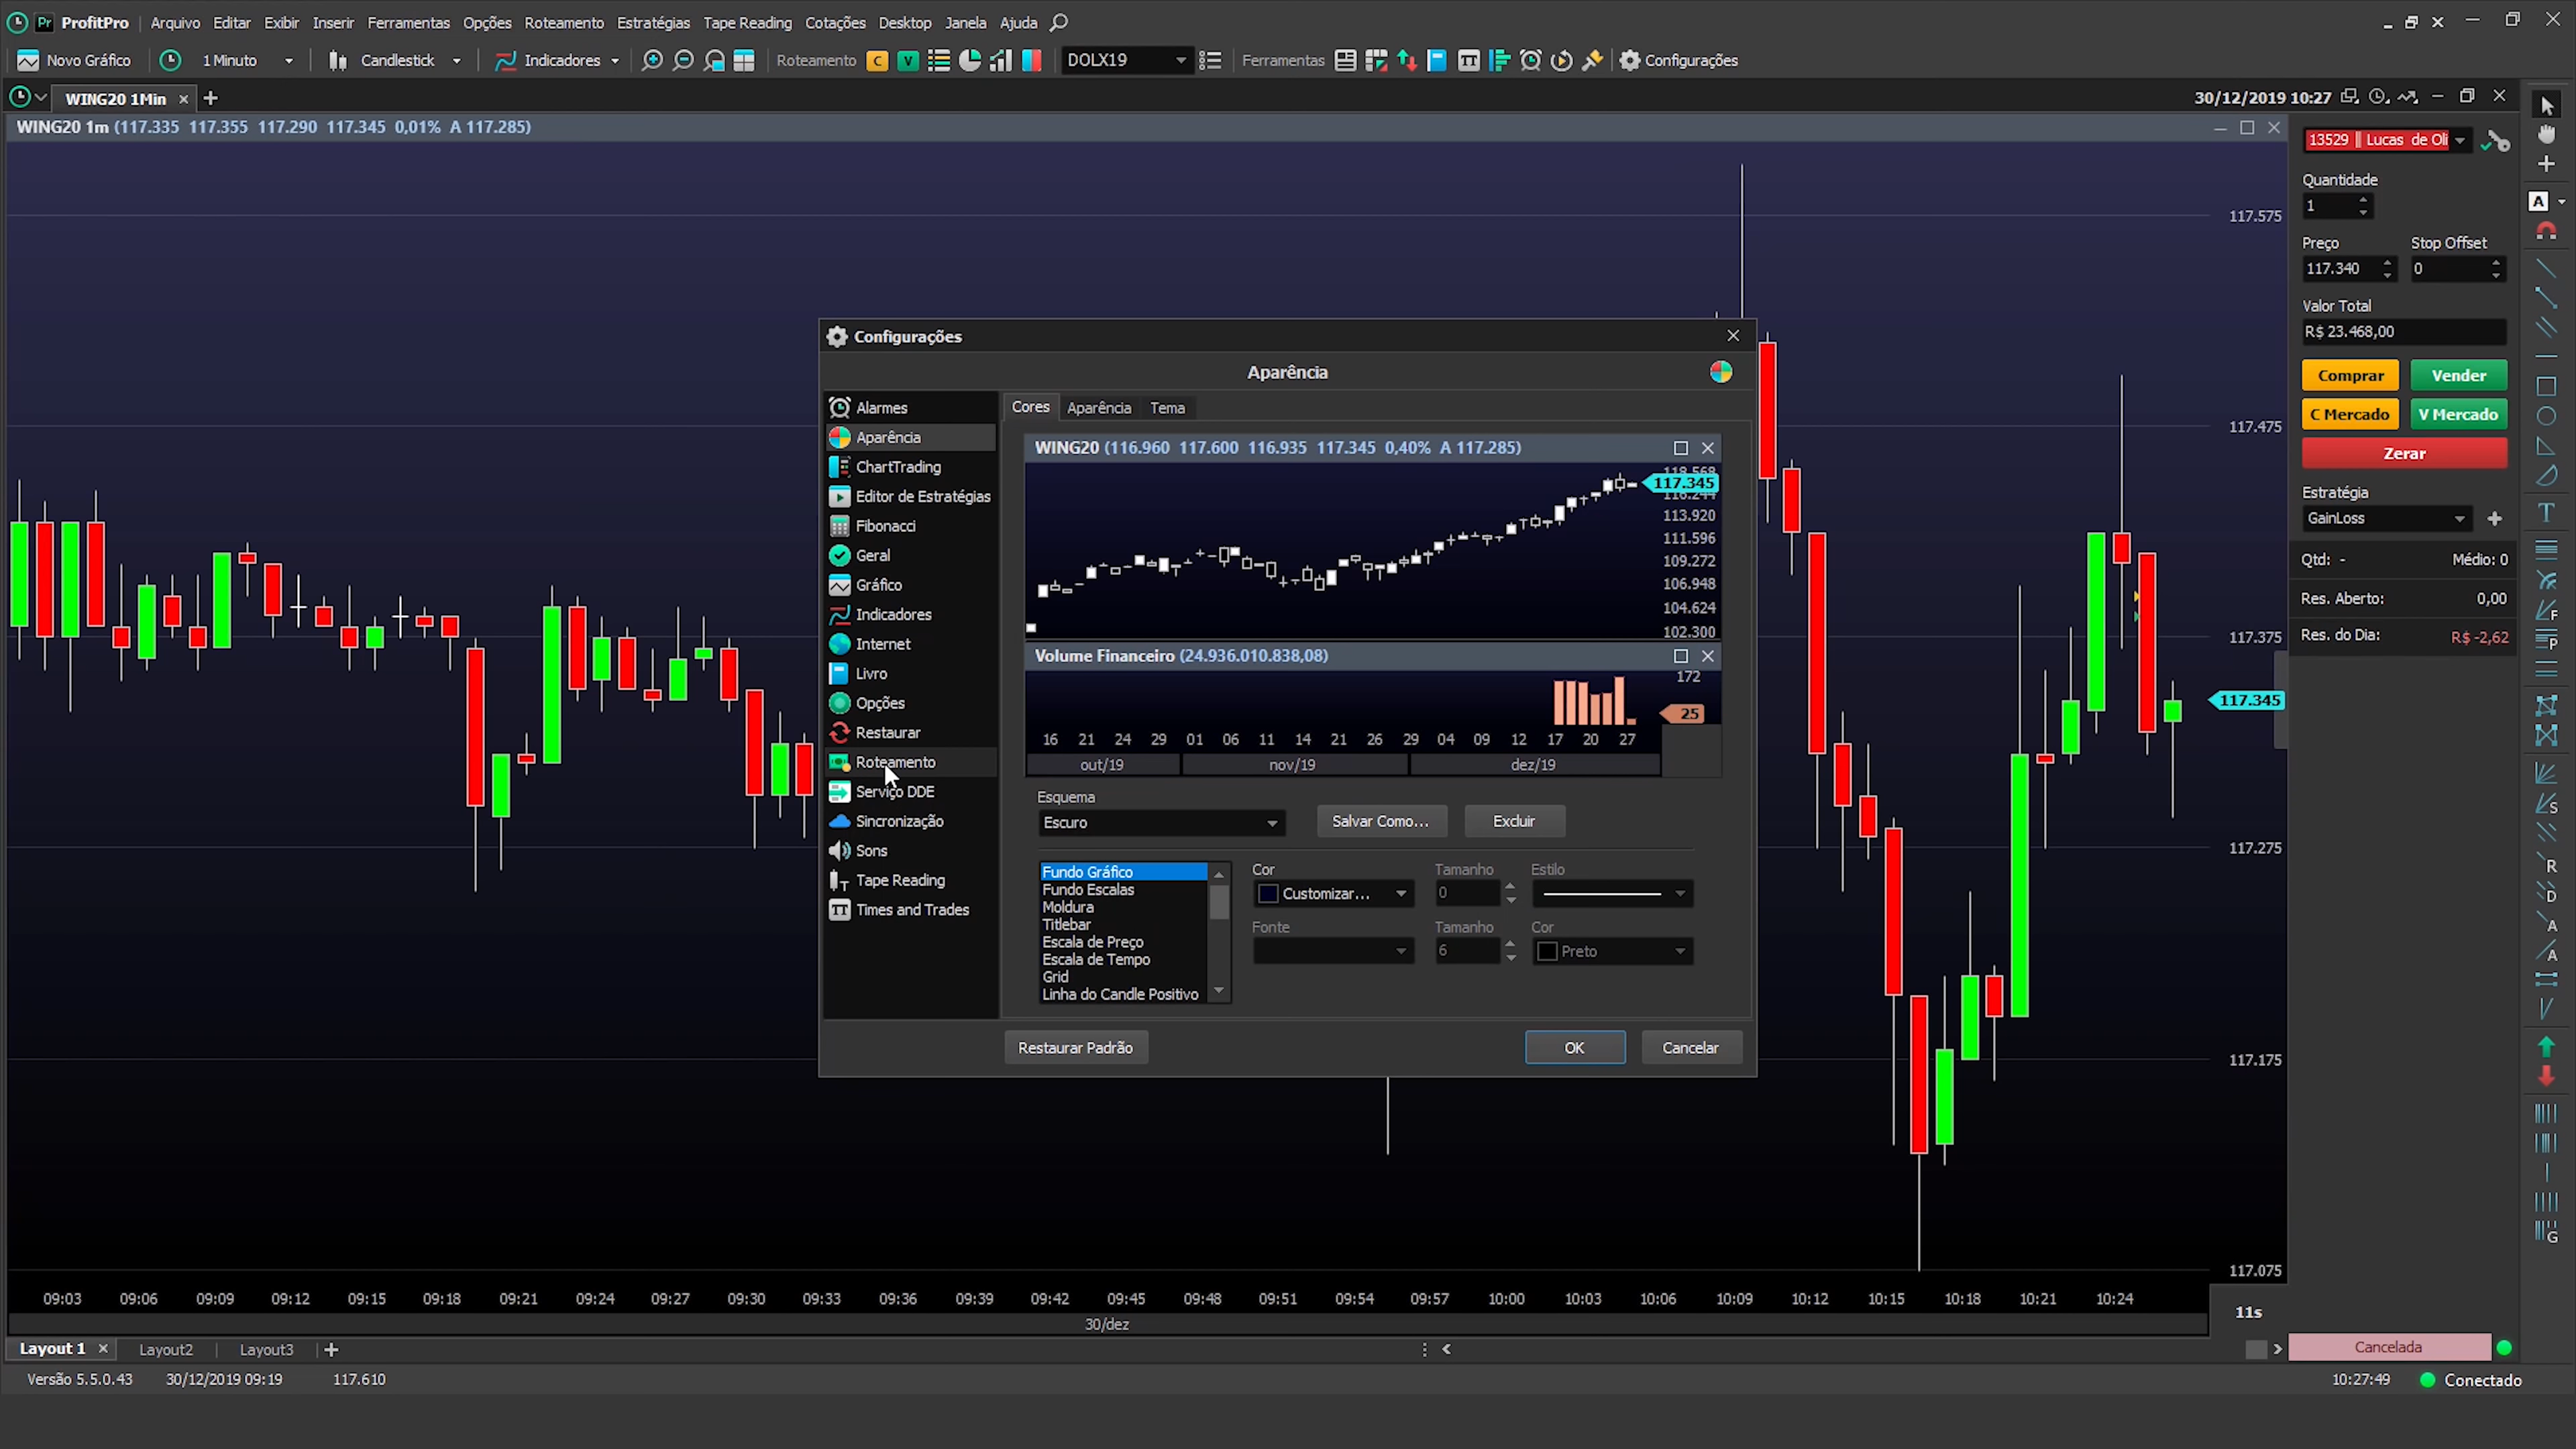 Pr ProfitPro Arquivo Editar Exibir Inserir Ferramentas Opções Roteamento Estratégias Tape Reading Cotações Desktop Janela Ajuda
Novo Gráfico 1 Minuto Candlestick Indicadores Roteamento C V DOLX19 Ferramentas TT Configurações
WING20 1Min 30/12/2019 10:27
WING20 1m (117.335 117.355 117.290 117.345 0,01% A 117.285)
13529 || Lucas de Oli
Quantidade
1
Preço Stop Offset
117.340 0
Valor Total
R$ 23.468,00
Comprar Vender
C Mercado V Mercado
Zerar
Estratégia
GainLoss
Qtd: - Médio: 0
Res. Aberto: 0,00
Res. do Dia: R$ -2,62
117.575
117.475
117.375
117.345
117.275
117.175
117.075
Configurações
Aparência
Alarmes
Aparência
ChartTrading
Editor de Estratégias
Fibonacci
Geral
Gráfico
Indicadores
Internet
Livro
Opções
Restaurar
Roteamento
Serviço DDE
Sincronização
Sons
Tape Reading
Times and Trades
Cores Aparência Tema
WING20 (116.960 117.600 116.935 117.345 0,40% A 117.285)
118.568
117.345
116.244
113.920
111.596
109.272
106.948
104.624
102.300
Volume Financeiro (24.936.010.838,08)
172
25
16 21 24 29 01 06 11 14 21 26 29 04 09 12 17 20 27
out/19 nov/19 dez/19
Esquema
Escuro Salvar Como... Excluir
Fundo Gráfico
Fundo Escalas
Moldura
Titlebar
Escala de Preço
Escala de Tempo
Grid
Linha do Candle Positivo
Cor Tamanho Estilo
Customizar... 0
Fonte Tamanho Cor
6 Preto
Restaurar Padrão OK Cancelar
A
T
F
P
S
R
D
A
A
G
09:03 09:06 09:09 09:12 09:15 09:18 09:21 09:24 09:27 09:30 09:33 09:36 09:39 09:42 09:45 09:48 09:51 09:54 09:57 10:00 10:03 10:06 10:09 10:12 10:15 10:18 10:21 10:24 11s
30/dez
Layout 1 Layout2 Layout3 Cancelada
Versão 5.5.0.43 30/12/2019 09:19 117.610 10:27:49 Conectado